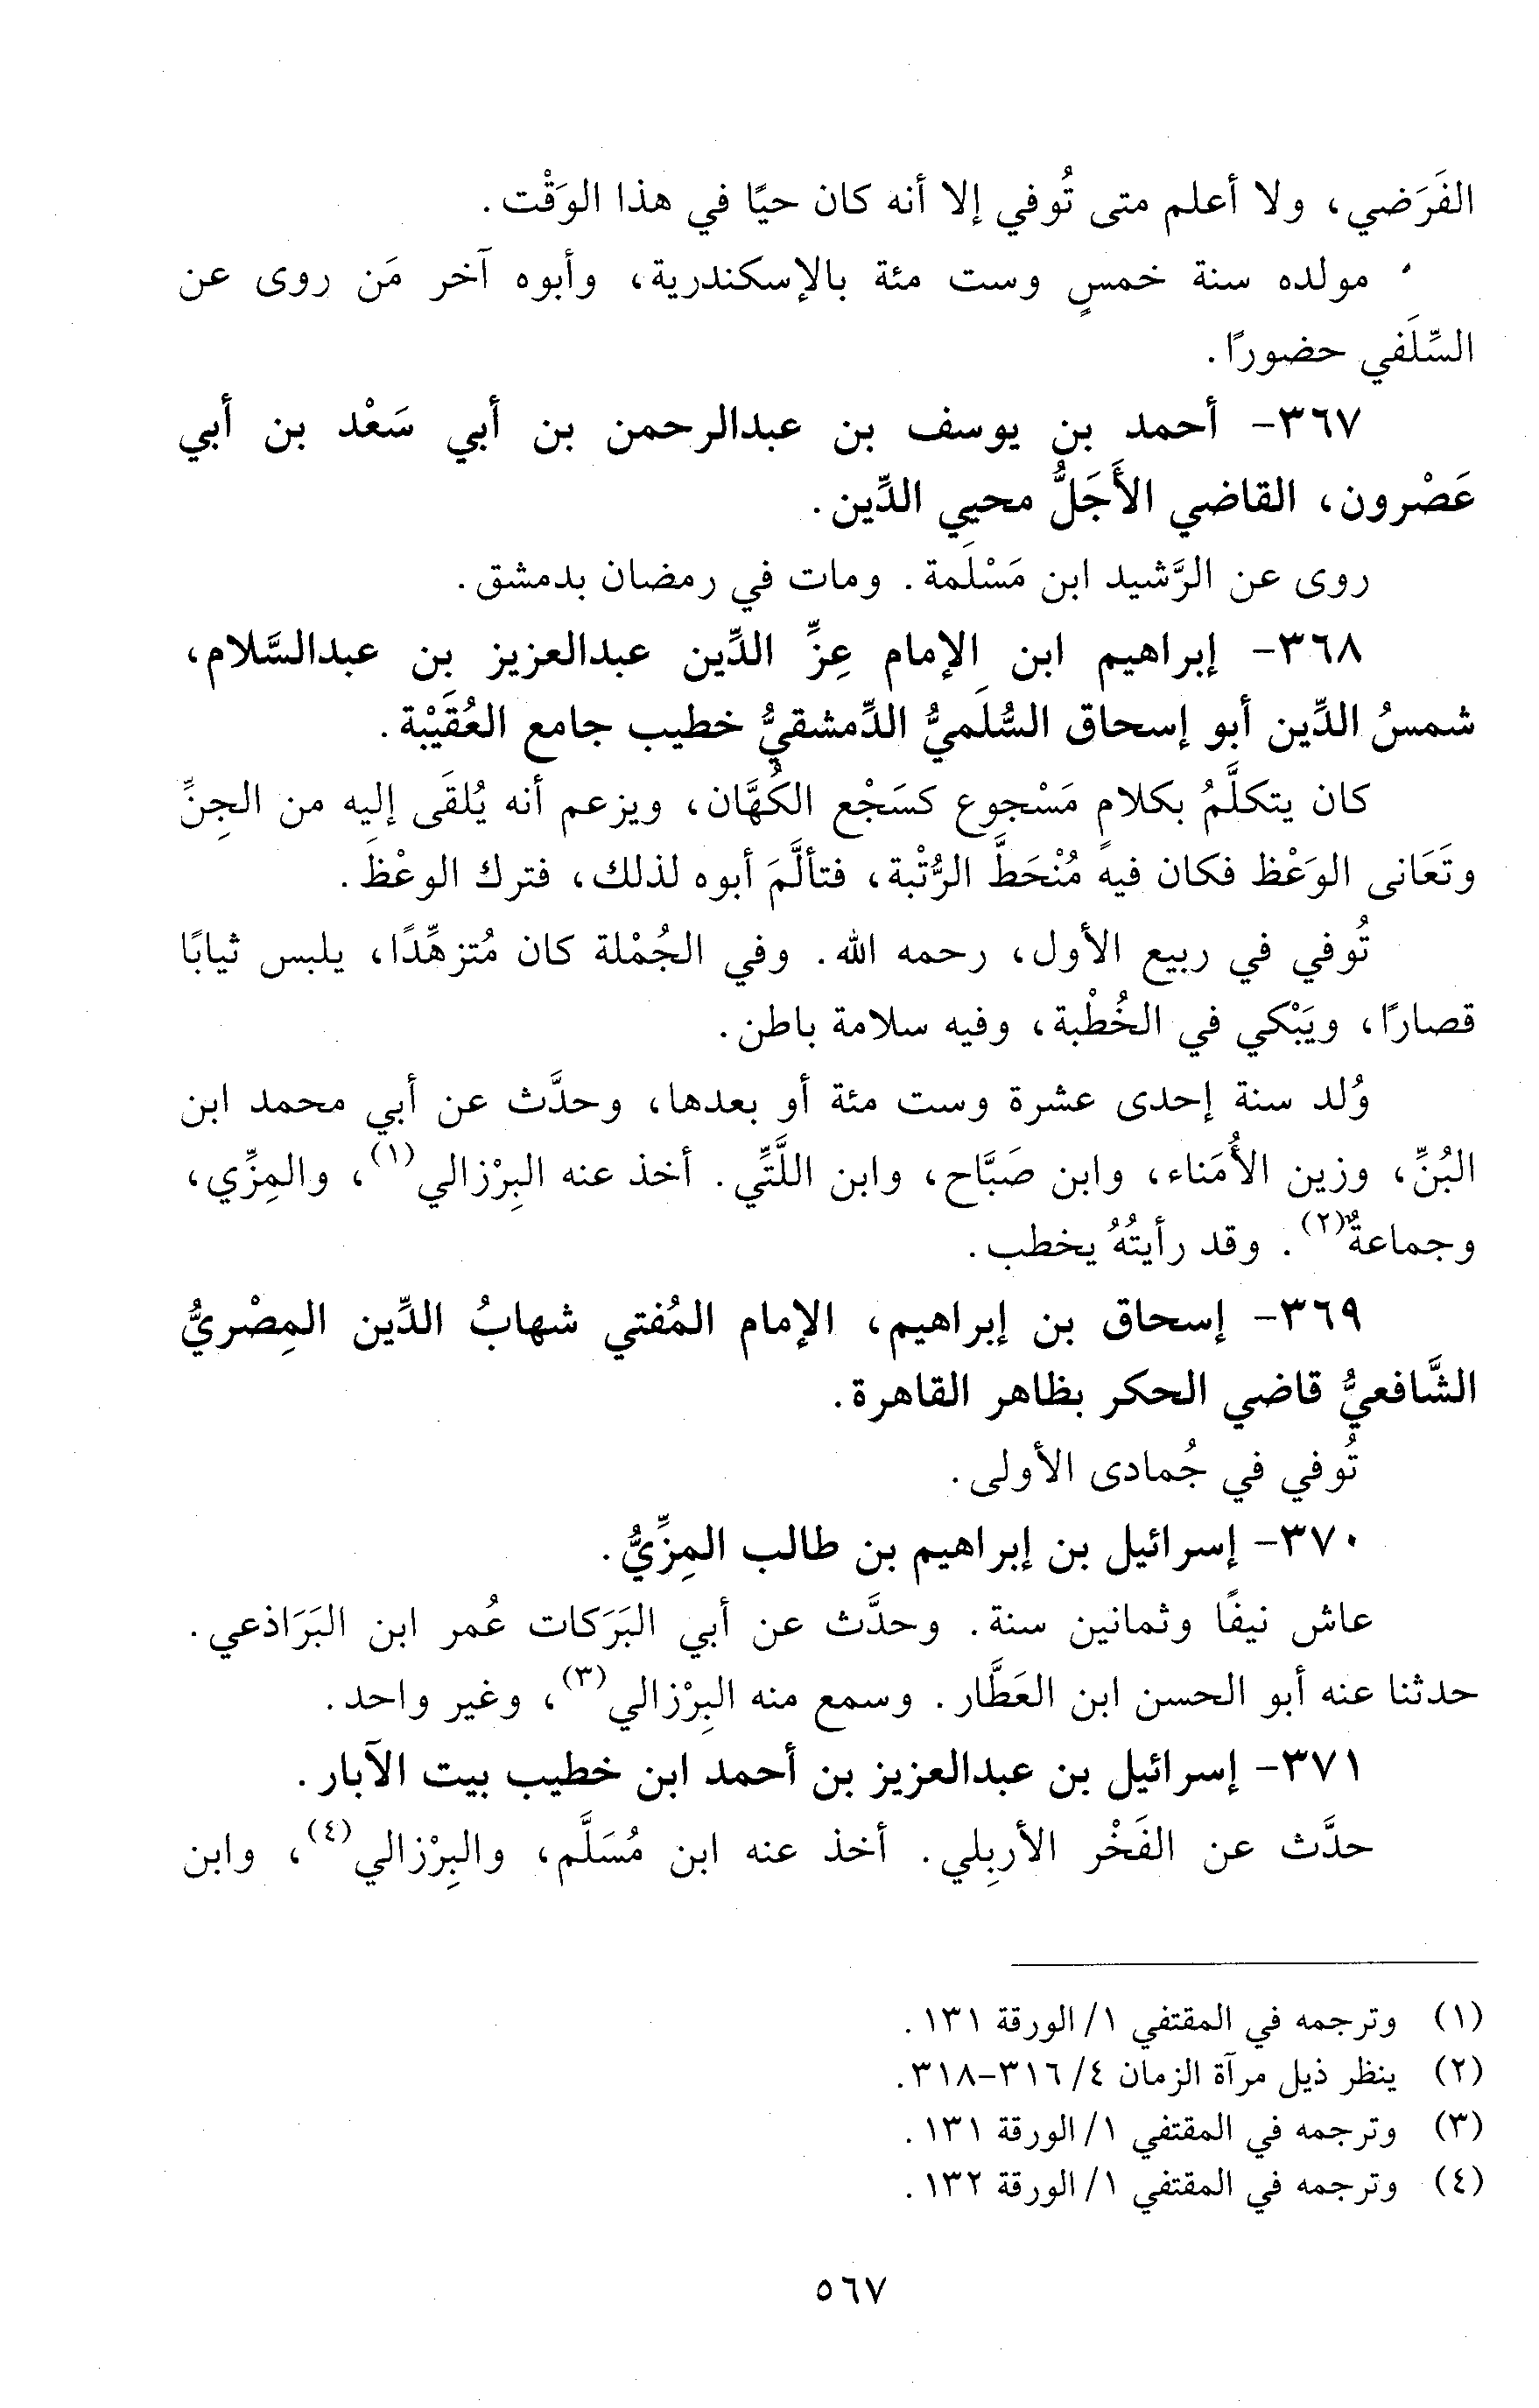 الفَرَضي، ولا أعلم متى تُوفي إلا أنه كان حيًا في هذا الوَقْت.
مولده سنة خمسٍ وست مئة بالإسكندرية، وأبوه آخر مَن روى عن
السِّلَفي حضورًا.
٣٦٧- أحمد بن يوسف بن عبدالرحمن بن أبي سَعْد بن أبي
عَصْرون، القاضي الأَجَلُّ محيي الدِّين.
روى عن الرَّشيد ابن مَسْلَمة. ومات في رمضان بدمشق.
٣٦٨- إبراهيم ابن الإمام عِزِّ الدِّين عبدالعزيز بن عبدالسَّلام،
شمسُ الدِّين أبو إسحاق السُّلَميُّ الدِّمشقيُّ خطيب جامع العُقَيْبة.
كان يتكلَّمُ بكلامٍ مَسْجوع كسَجْع الكُهَّان، ويزعم أنه يُلقَى إليه من الجِنِّ
وتَعَانى الوَعْظ فكان فيه مُنْحَطَّ الرُّتْبة، فتألَّمَ أبوه لذلك، فترك الوعْظَ.
تُوفي في ربيع الأول، رحمه الله. وفي الجُمْلة كان مُتزهِّدًا، يلبس ثيابًا
قصارًا، ويَبْكي في الخُطْبة، وفيه سلامة باطن.
وُلد سنة إحدى عشرة وست مئة أو بعدها، وحدَّث عن أبي محمد ابن
البُنِّ، وزين الأُمَناء، وابن صَبَّاح، وابن اللَّتِّي. أخذ عنه البِرْزالي(١)، والمِزِّي،
وجماعةٌ(٢). وقد رأيتُهُ يخطب.
٣٦٩- إسحاق بن إبراهيم، الإمام المُفتي شهابُ الدِّين المِصْريُّ
الشَّافعيُّ قاضي الحكر بظاهر القاهرة.
تُوفي في جُمادى الأولى.
٣٧٠- إسرائيل بن إبراهيم بن طالب المِزِّيُّ.
عاش نيفًا وثمانين سنة. وحدَّث عن أبي البَرَكات عُمر ابن البَرَاذعي.
حدثنا عنه أبو الحسن ابن العَطَّار. وسمع منه البِرْزالي(٣)، وغير واحد.
٣٧١- إسرائيل بن عبدالعزيز بن أحمد ابن خطيب بيت الآبار.
حدَّث عن الفَخْر الأربِلي. أخذ عنه ابن مُسَلَّم، والبِرْزالي(٤)، وابن
(١) وترجمه في المقتفي ١/ الورقة ١٣١.
(٢) ينظر ذيل مرآة الزمان ٤/ ٣١٦-٣١٨.
(٣) وترجمه في المقتفي ١/ الورقة ١٣١.
(٤) وترجمه في المقتفي ١/ الورقة ١٣٢.
٥٦٧